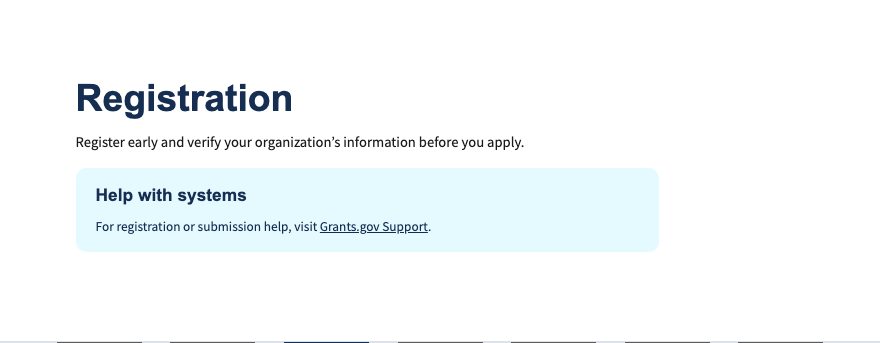 Registration
Register early and verify your organization’s information before you apply.
Help with systems
For registration or submission help, visit Grants.gov Support.